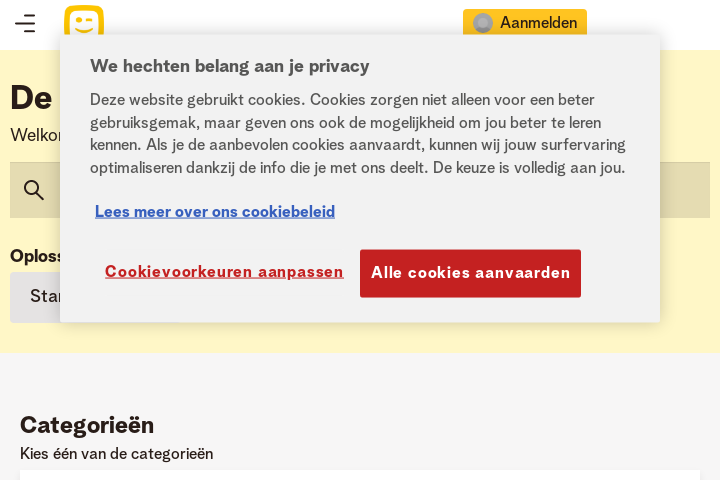 Aanmelden
We hechten belang aan je privacy
Deze website gebruikt cookies. Cookies zorgen niet alleen voor een beter
gebruiksgemak, maar geven ons ook de mogelijkheid om jou beter te leren
kennen. Als je de aanbevolen cookies aanvaardt, kunnen wij jouw surfervaring
optimaliseren dankzij de info die je met ons deelt. De keuze is volledig aan jou.
Lees meer over ons cookiebeleid
Cookievoorkeuren aanpassen
Alle cookies aanvaarden
De
Categorieën
Kies één van de categorieën